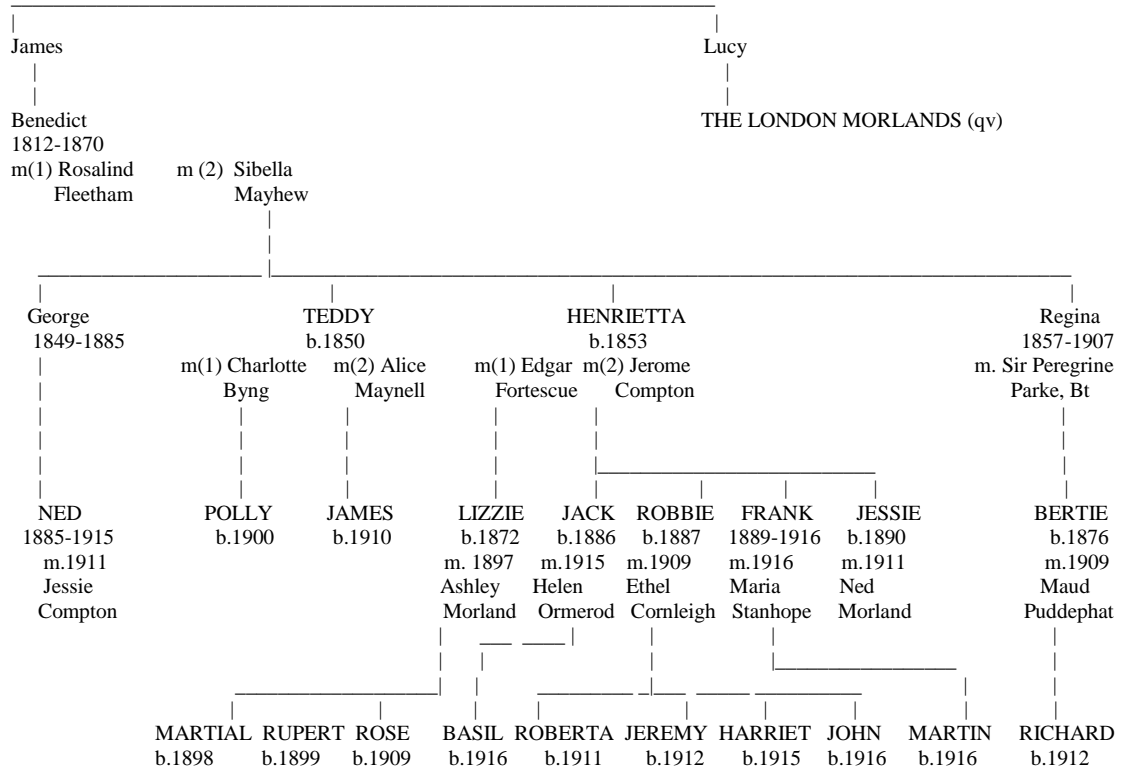 James Lucy
Benedict THE LONDON MORLANDS (qv)
1812-1870
m(1) Rosalind m (2) Sibella
Fleetham Mayhew
George TEDDY HENRIETTA Regina
1849-1885 b.1850 b.1853 1857-1907
m(1) Charlotte m(2) Alice m(1) Edgar m(2) Jerome m. Sir Peregrine
Byng Maynell Fortescue Compton Parke, Bt
NED POLLY JAMES LIZZIE JACK ROBBIE FRANK JESSIE BERTIE
1885-1915 b.1900 b.1910 b.1872 b.1886 b.1887 1889-1916 b.1890 b.1876
m.1911 m. 1897 m.1915 m.1909 m.1916 m.1911 m.1909
Jessie Ashley Helen Ethel Maria Ned Maud
Compton Morland Ormerod Cornleigh Stanhope Morland Puddephat
MARTIAL RUPERT ROSE BASIL ROBERTA JEREMY HARRIET JOHN MARTIN RICHARD
b.1898 b.1899 b.1909 b.1916 b.1911 b.1912 b.1915 b.1916 b.1916 b.1912